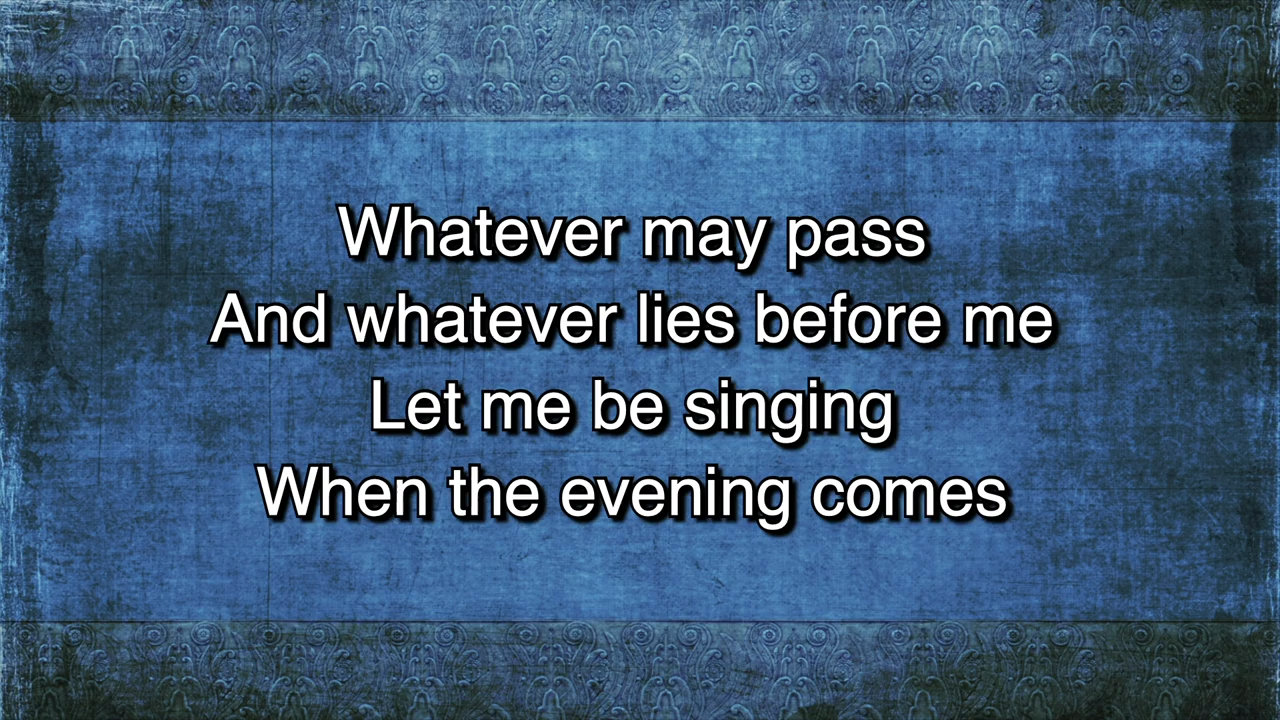 Whatever may pass
And whatever lies before me
Let me be singing
When the evening comes